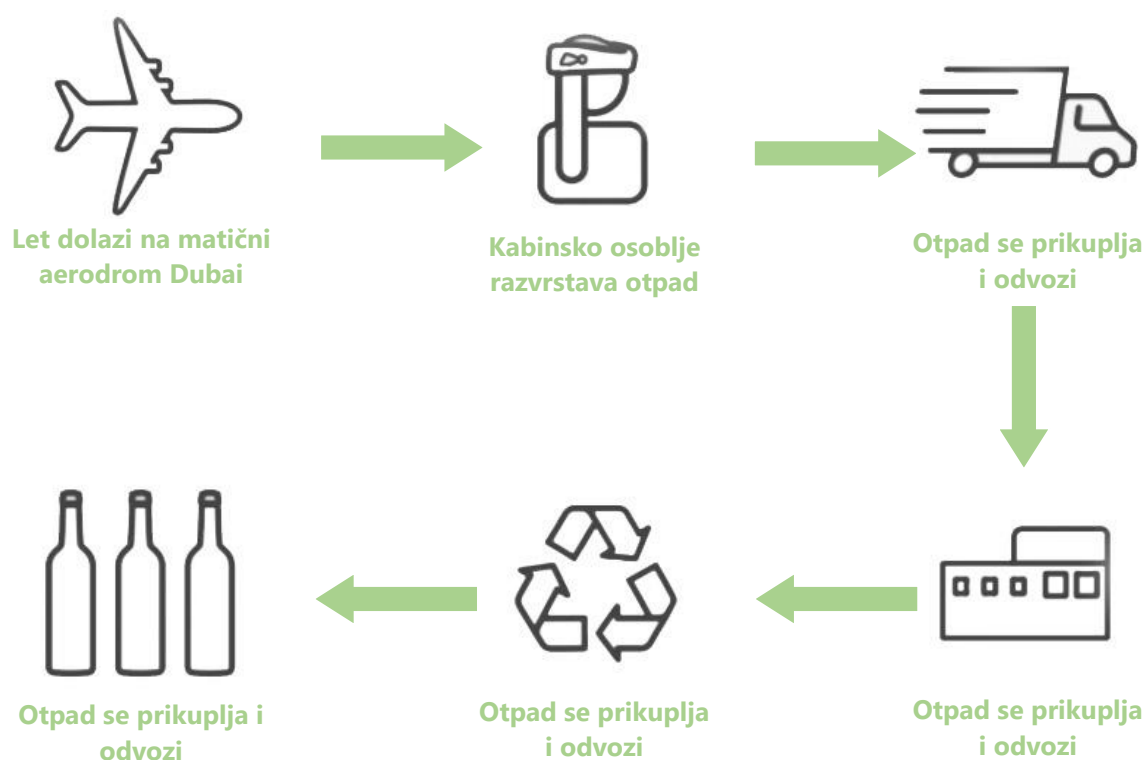 Let dolazi na matični
aerodrom Dubai
Kabinsko osoblje
razvrstava otpad
Otpad se prikuplja
i odvozi
Otpad se prikuplja i
odvozi
Otpad se prikuplja
i odvozi
Otpad se prikuplja
i odvozi